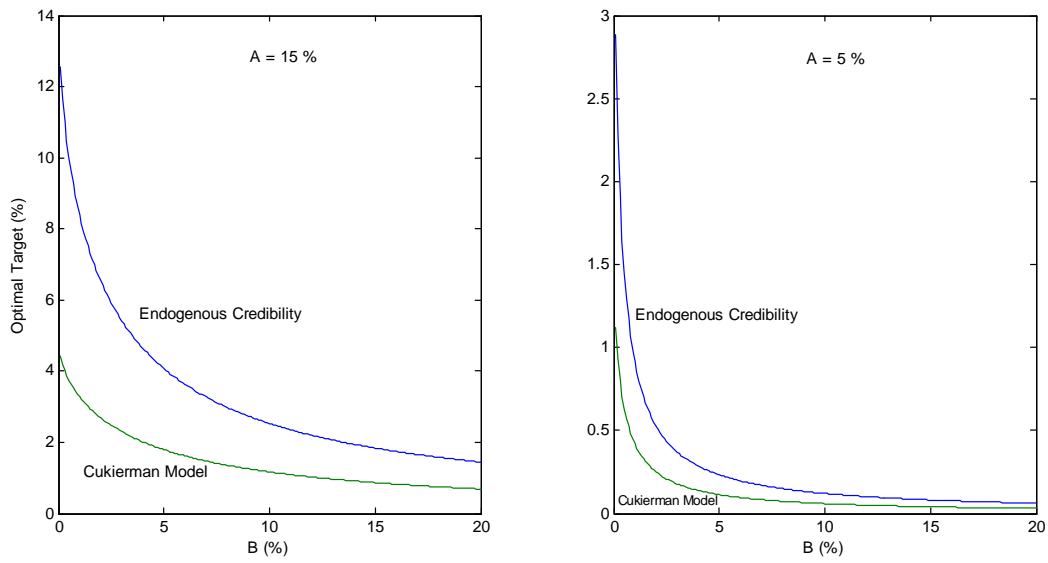 14
12
10
8
6
4
2
0
Optimal Target (%)
A = 15 %
Endogenous Credibility
Cukierman Model
0 5 10 15 20
B (%)
3
2.5
2
1.5
1
0.5
0
A = 5 %
Endogenous Credibility
Cukierman Model
0 5 10 15 20
B (%)